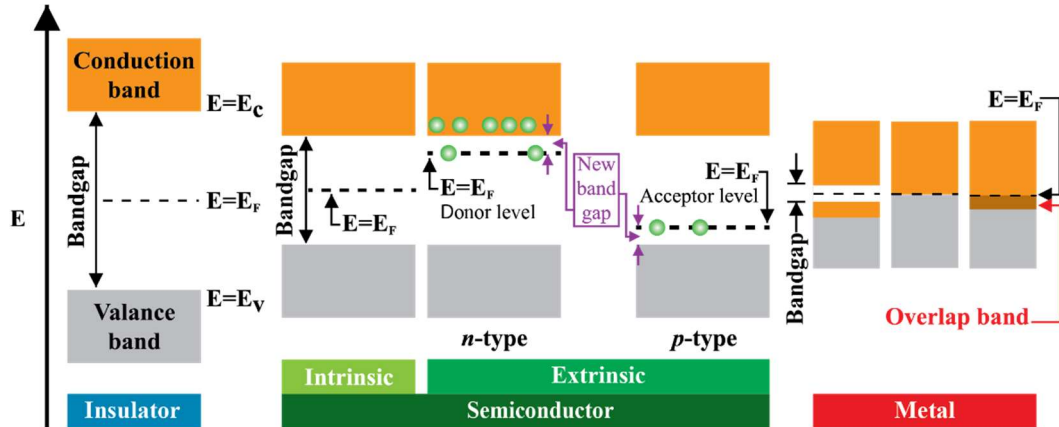 E
Conduction
band
Bandgap
E=Ec
E=EF
E=Ev
Valance
band
Insulator
Bandgap
E=EF
E=EF
Donor level
New
band
gap
E=EF
Acceptor level
n-type
p-type
Intrinsic
Extrinsic
Semiconductor
Bandgap
E=EF
Overlap band
Metal